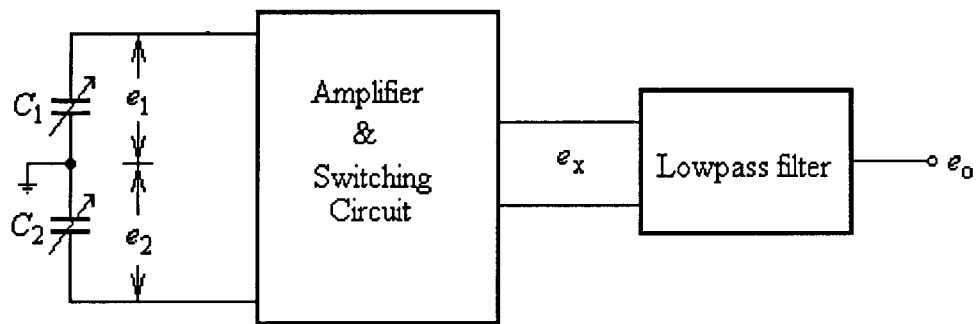 C1
e1
C2
e2
Amplifier
&
Switching
Circuit
ex
Lowpass filter
eo